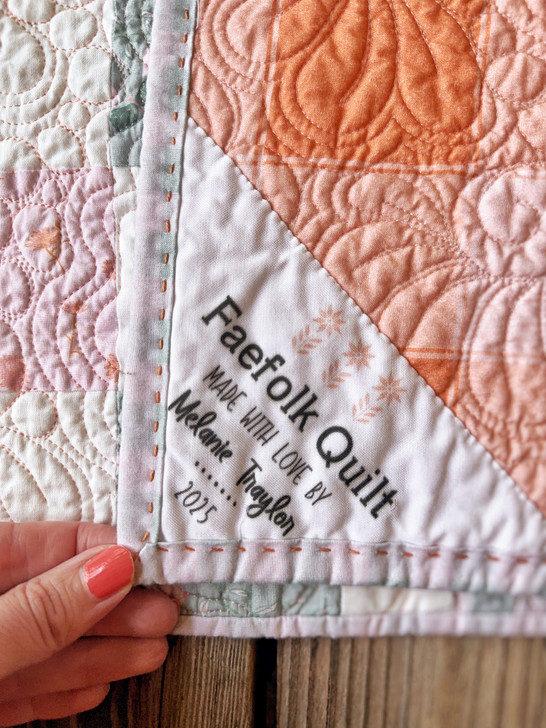 Faefolk Quilt
MADE WITH LOVE BY
Melanie Traylor
.......
2025